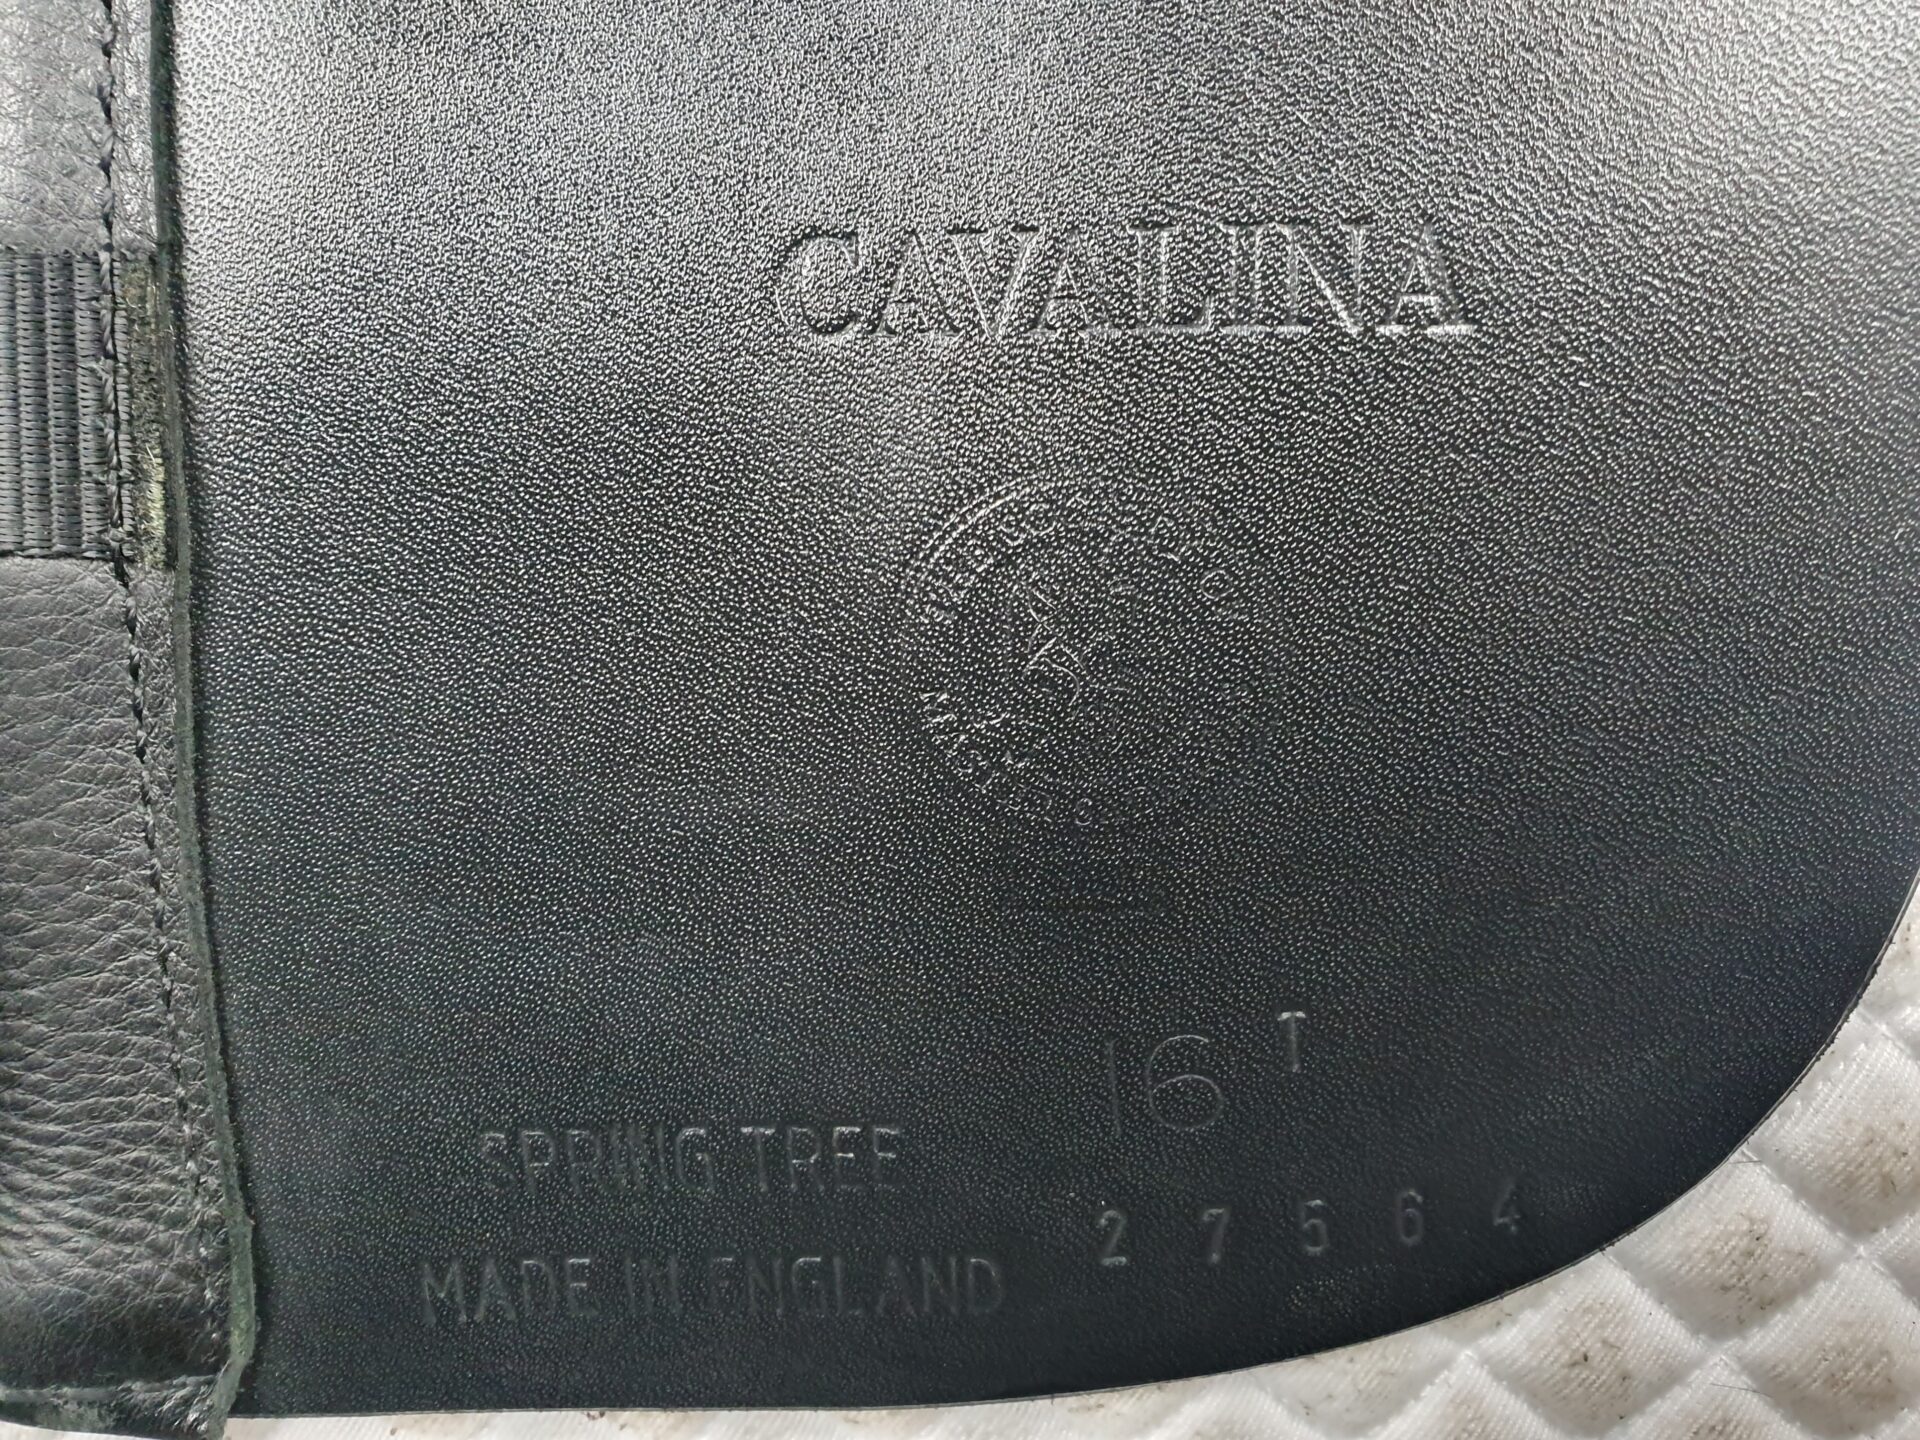 CAVALINA
16 T
SPRING TREE
2 7 5 6 4
MADE IN ENGLAND